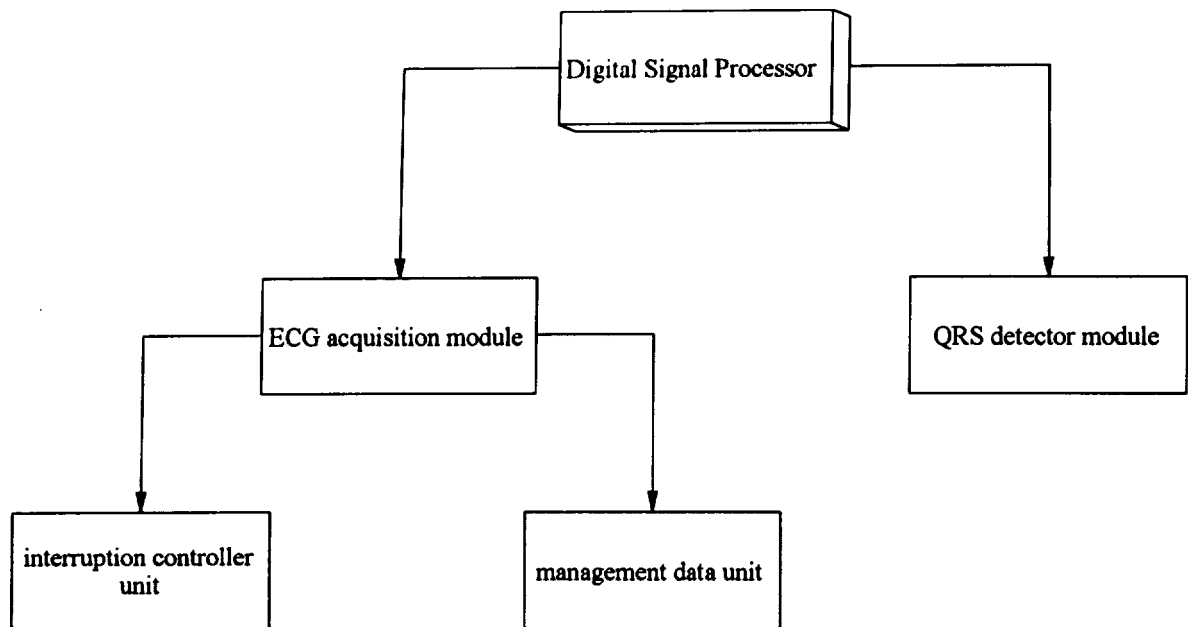 Digital Signal Processor
ECG acquisition module
QRS detector module
interruption controller
unit
management data unit